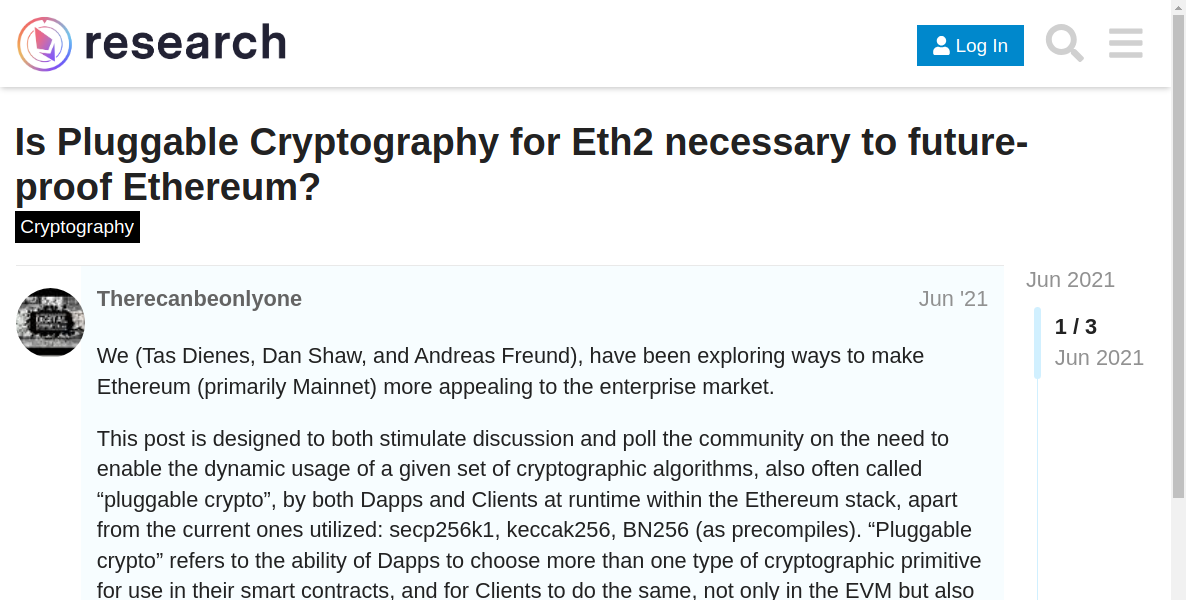 research
Log In
Is Pluggable Cryptography for Eth2 necessary to future-
proof Ethereum?
Cryptography
Therecanbeonlyone
Jun '21
Jun 2021
1 / 3
Jun 2021
We (Tas Dienes, Dan Shaw, and Andreas Freund), have been exploring ways to make
Ethereum (primarily Mainnet) more appealing to the enterprise market.
This post is designed to both stimulate discussion and poll the community on the need to
enable the dynamic usage of a given set of cryptographic algorithms, also often called
“pluggable crypto”, by both Dapps and Clients at runtime within the Ethereum stack, apart
from the current ones utilized: secp256k1, keccak256, BN256 (as precompiles). “Pluggable
crypto” refers to the ability of Dapps to choose more than one type of cryptographic primitive
for use in their smart contracts, and for Clients to do the same, not only in the EVM but also